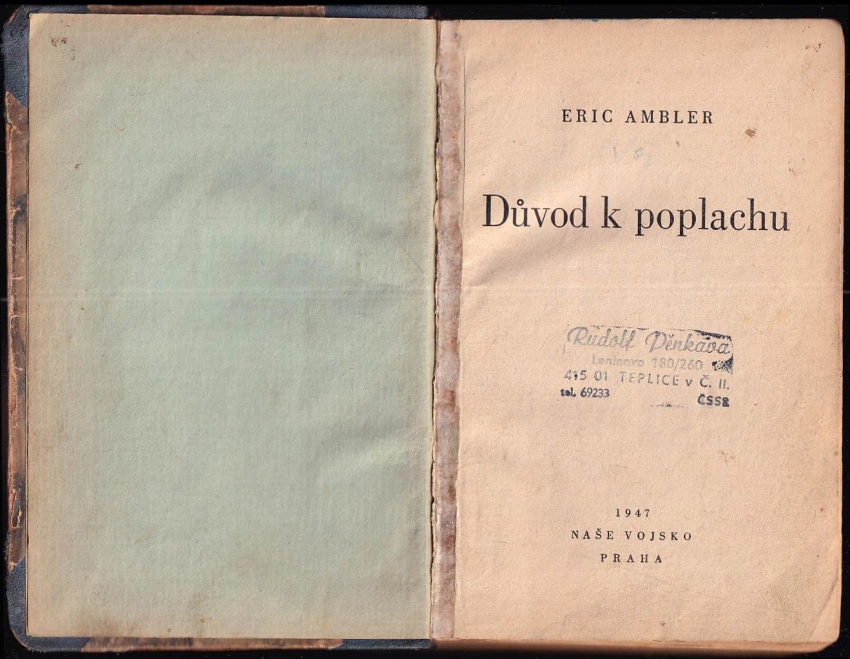 ERIC AMBLER
Důvod k poplachu
Rudolf Pěnkava
Leninova 180/260
415 01 TEPLICE v Č. II.
tel. 69233 ČSSR
1947
NAŠE VOJSKO
PRAHA